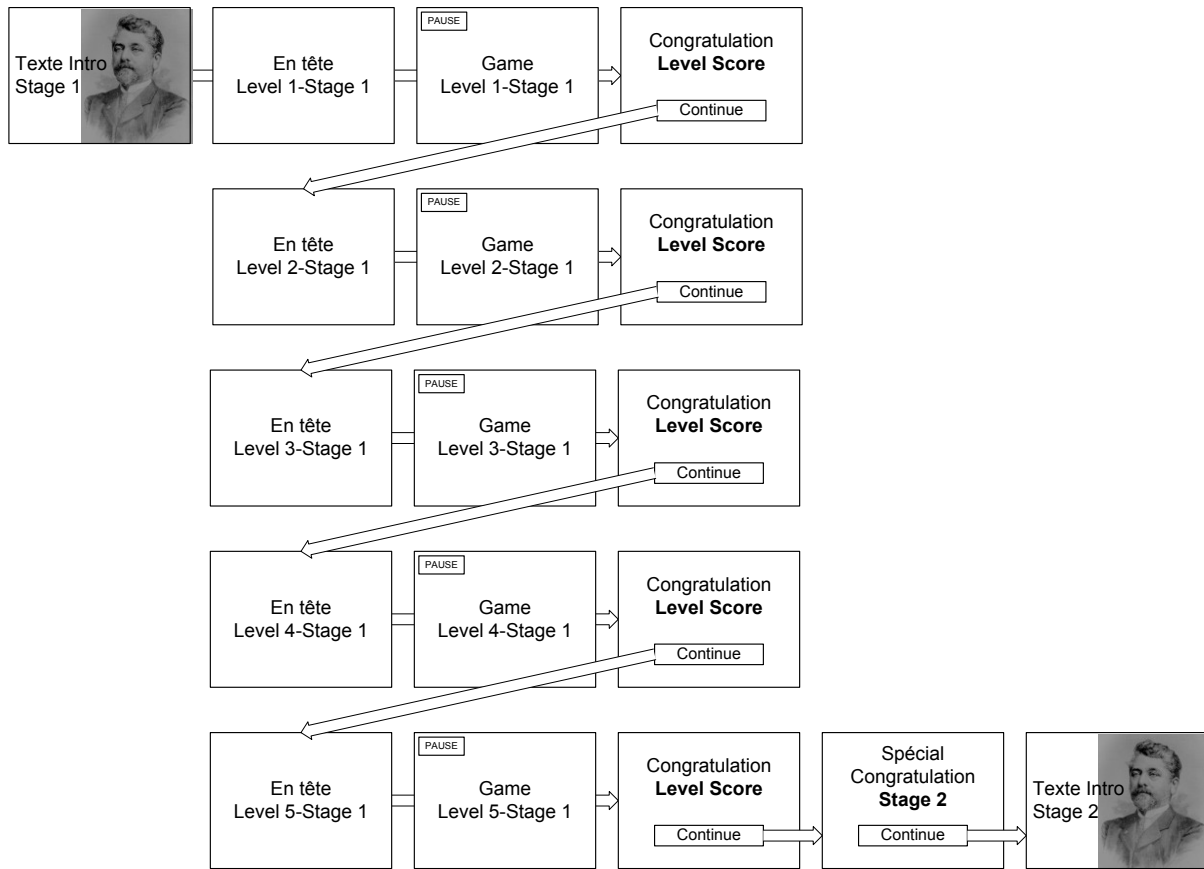 Texte Intro
Stage 1
En tête
Level 1-Stage 1
PAUSE
Game
Level 1-Stage 1
Congratulation
Level Score
Continue
En tête
Level 2-Stage 1
PAUSE
Game
Level 2-Stage 1
Congratulation
Level Score
Continue
En tête
Level 3-Stage 1
PAUSE
Game
Level 3-Stage 1
Congratulation
Level Score
Continue
En tête
Level 4-Stage 1
PAUSE
Game
Level 4-Stage 1
Congratulation
Level Score
Continue
En tête
Level 5-Stage 1
PAUSE
Game
Level 5-Stage 1
Congratulation
Level Score
Continue
Spécial
Congratulation
Stage 2
Continue
Texte Intro
Stage 2